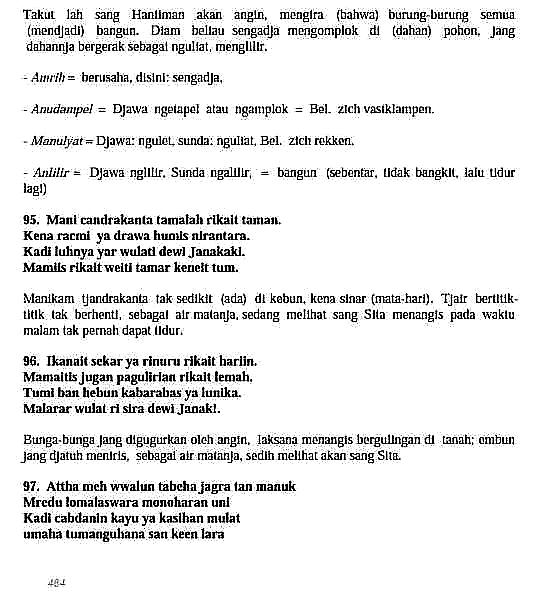 Takut lah sang Hanliman akan angin, mengira (bahwa) burung-burung semua
(mendjadi) bangun. Diam beliau sengadja mengomplok di (dahan) pohon, jang
dahannja bergerak sebagai nguliat, menglilir.
- Amrih = berusaha, disini: sengadja,
- Anudampel = Djawa ngetapel atau ngamplok = Bel. zich vastklampen.
- Manulyat = Djawa: ngulet, sunda: nguliat, Bel. zich rekken.
- Anlilir = Djawa nglilir, Sunda ngalilir, = bangun (sebentar, tidak bangkit, lalu tidur
lagi)
95. Mani candrakanta tamalah rikait taman.
Kena racmi ya drawa humis nirantara.
Kadi luhnya yar wulati dewi Janakaki.
Mamiis rikait weiti tamar keneit tum.
Manikam tjandrakanta tak sedikit (ada) di kebun, kena sinar (mata-hari). Tjair bertitik-
titik tak berhenti, sebagai air matanja, sedang melihat sang Sita menangis pada waktu
malam tak pernah dapat tidur.
96. Ikanait sekar ya rinuru rikait harlin.
Mamaitis jugan pagulirian rikait lemah,
Tumi ban hebun kabarabas ya lunika.
Malarar wulat ri sira dewi Janak!.
Bunga-bunga jang digugurkan oleh angin, laksana menangis bergulingan di tanah; embun
jang djatuh meniris, sebagai air matanja, sedih melihat akan sang Sita.
97. Attha meh wwalun tabeha jagra tan manuk
Mredu lomalaswara monoharan uni
Kadi cabdanin kayu ya kasihan mulat
umaha tumanguhana san keen lara
484